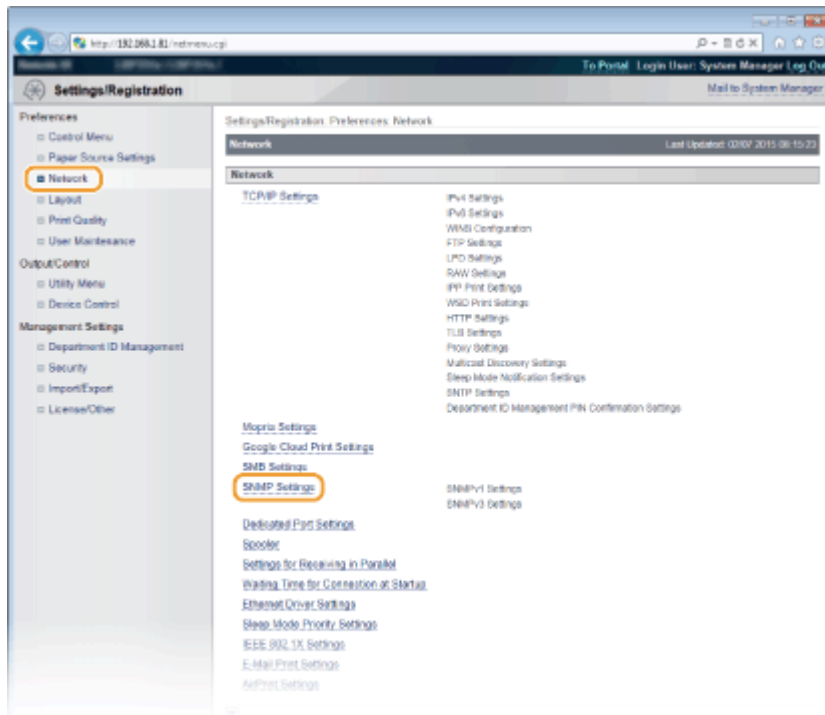 http://192.168.1.81/netmenu.cgi
To Portal Login User: System Manager Log Ou
Settings/Registration
Mail to System Manager
Preferences
Control Menu
Paper Source Settings
Network
Layout
Print Quality
User Maintenance
Output/Control
Utility Menu
Device Control
Management Settings
Department ID Management
Security
Import/Export
License/Other
Settings/Registration: Preferences: Network
Network
Last Updated: 02/07 2015 08:15:23
Network
TCP/IP Settings
IPv4 Settings
IPv6 Settings
WINS Configuration
FTP Settings
LPD Settings
RAW Settings
IPP Print Settings
WSD Print Settings
HTTP Settings
TLS Settings
Proxy Settings
Multicast Discovery Settings
Sleep Mode Notification Settings
SNTP Settings
Department ID Management PIN Confirmation Settings
Mopria Settings
Google Cloud Print Settings
SMB Settings
SNMP Settings
SNMPv1 Settings
SNMPv3 Settings
Dedicated Port Settings
Spooler
Settings for Receiving in Parallel
Waiting Time for Connection at Startup
Ethernet Driver Settings
Sleep Mode Priority Settings
IEEE 802.1X Settings
E-Mail Print Settings
AirPrint Settings